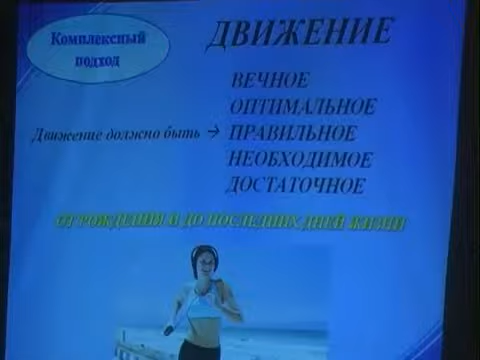 Комплексный
подход
ДВИЖЕНИЕ
ВЕЧНОЕ
ОПТИМАЛЬНОЕ
Движение должно быть → ПРАВИЛЬНОЕ
НЕОБХОДИМОЕ
ДОСТАТОЧНОЕ
ОТ РОЖДЕНИЯ И ДО ПОСЛЕДНИХ ДНЕЙ ЖИЗНИ